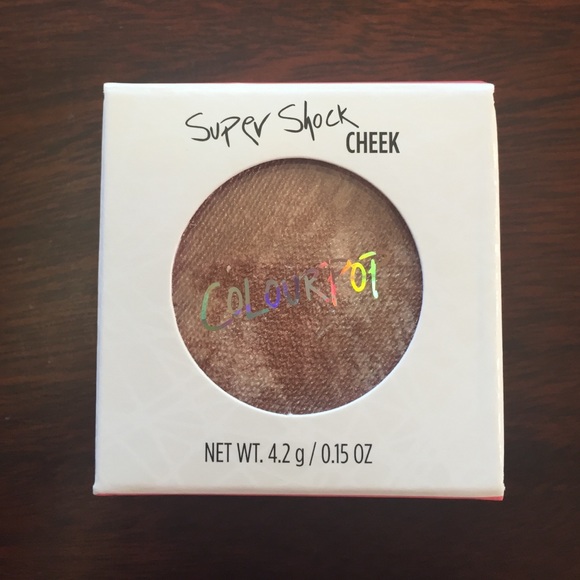 Super Shock
CHEEK
COLOURPOP
NET WT. 4.2 g / 0.15 OZ